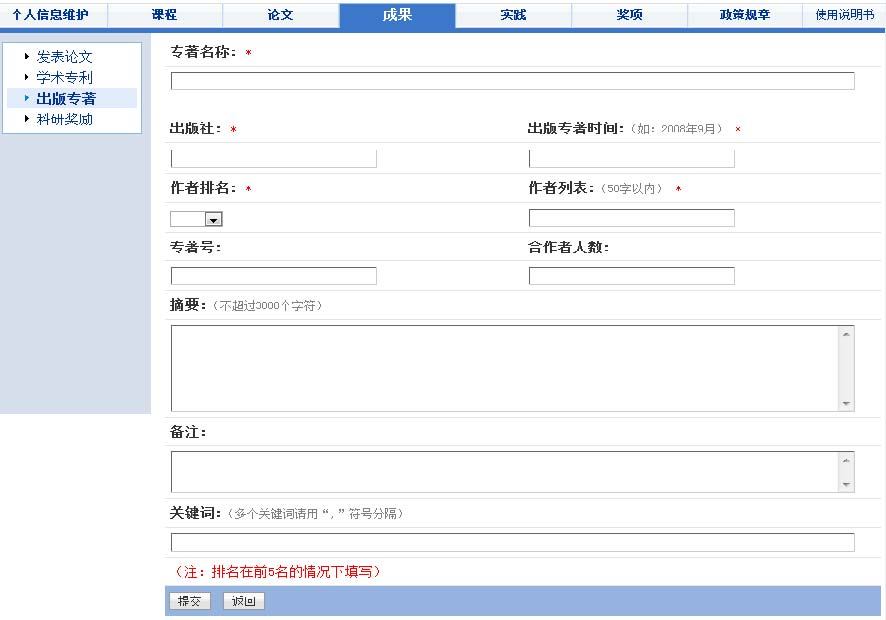 个人信息维护 课程 论文 成果 实践 奖项 政策规章 使用说明书
发表论文
学术专利
出版专著
科研奖励
专著名称：*
出版社：* 出版专著时间：（如：2008年9月） *
作者排名：* 作者列表：（50字以内） *
专著号： 合作者人数：
摘要：（不超过3000个字符）
备注：
关键词：（多个关键词请用“，”符号分隔）
（注：排名在前5名的情况下填写）
提交 返回